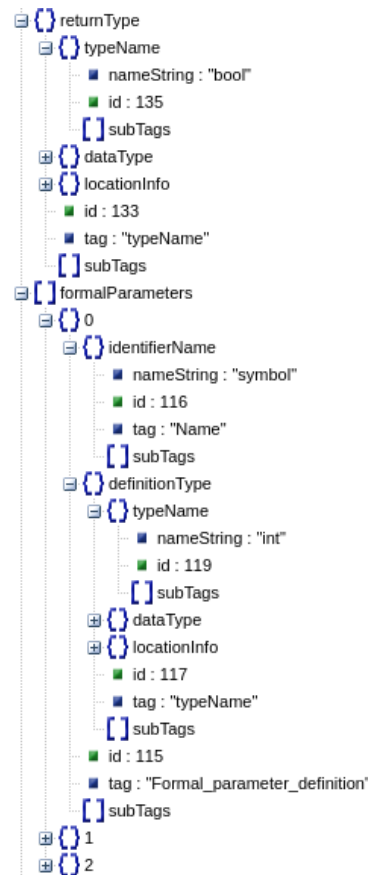 returnType
typeName
nameString : "bool"
id : 135
subTags
dataType
locationInfo
id : 133
tag : "typeName"
subTags
formalParameters
0
identifierName
nameString : "symbol"
id : 116
tag : "Name"
subTags
definitionType
typeName
nameString : "int"
id : 119
subTags
dataType
locationInfo
id : 117
tag : "typeName"
subTags
id : 115
tag : "Formal_parameter_definition"
subTags
1
2